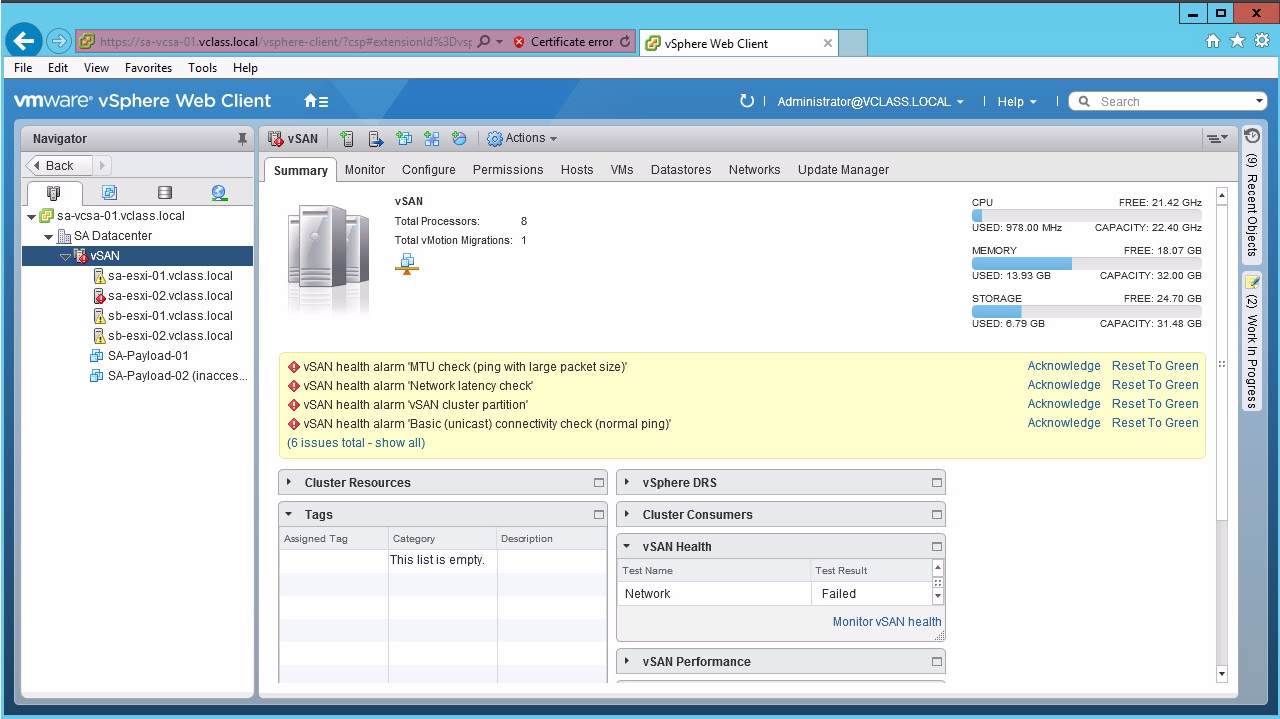 https://sa-vcsa-01.vclass.local/vsphere-client/?csp#extensionId%3Dvsp
Certificate error
vSphere Web Client
File Edit View Favorites Tools Help
vmware® vSphere Web Client
Administrator@VCLASS.LOCAL
Help
Search
Navigator
Back
sa-vcsa-01.vclass.local
SA Datacenter
vSAN
sa-esxi-01.vclass.local
sa-esxi-02.vclass.local
sb-esxi-01.vclass.local
sb-esxi-02.vclass.local
SA-Payload-01
SA-Payload-02 (inacces...
vSAN
Actions
Summary Monitor Configure Permissions Hosts VMs Datastores Networks Update Manager
vSAN
Total Processors: 8
Total vMotion Migrations: 1
CPU FREE: 21.42 GHz
USED: 978.00 MHz CAPACITY: 22.40 GHz
MEMORY FREE: 18.07 GB
USED: 13.93 GB CAPACITY: 32.00 GB
STORAGE FREE: 24.70 GB
USED: 6.79 GB CAPACITY: 31.48 GB
vSAN health alarm 'MTU check (ping with large packet size)' Acknowledge Reset To Green
vSAN health alarm 'Network latency check' Acknowledge Reset To Green
vSAN health alarm 'vSAN cluster partition' Acknowledge Reset To Green
vSAN health alarm 'Basic (unicast) connectivity check (normal ping)' Acknowledge Reset To Green
(6 issues total - show all)
Cluster Resources
Tags
Assigned Tag Category Description
This list is empty.
vSphere DRS
Cluster Consumers
vSAN Health
Test Name Test Result
Network Failed
Monitor vSAN health
vSAN Performance
(9) Recent Objects
(2) Work In Progress